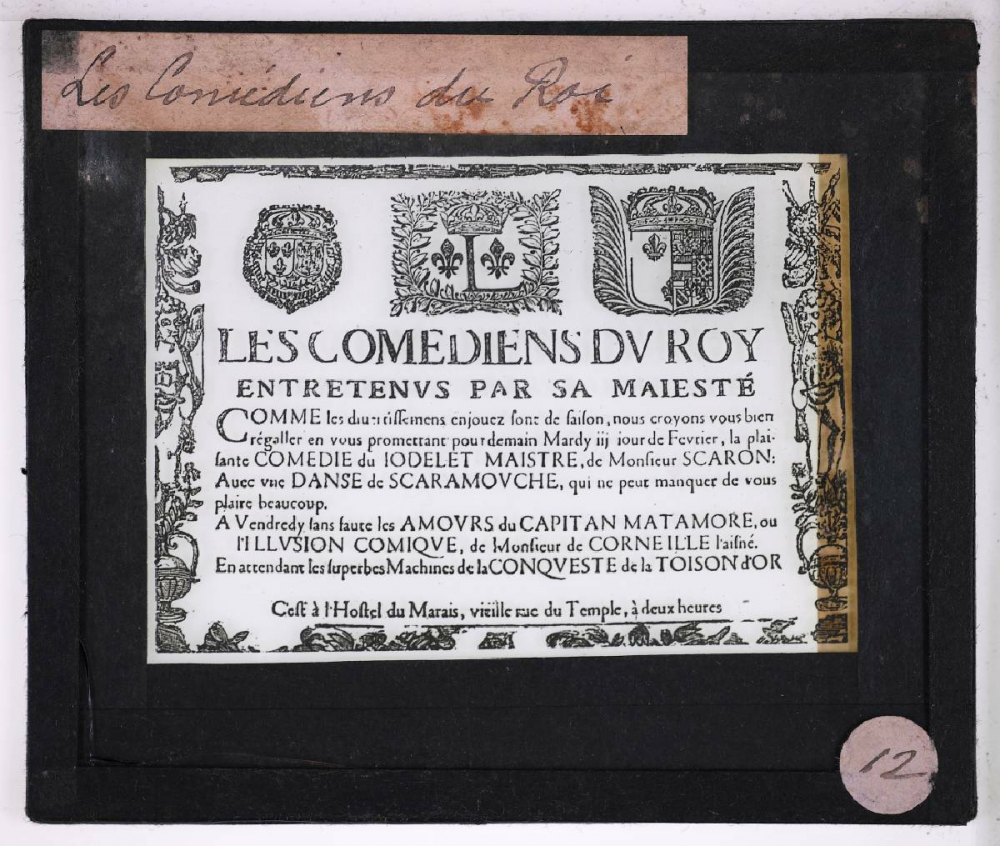 Les Comédiens du Roi
L
LES COMEDIENS DV ROY
ENTRETENVS PAR SA MAIESTÉ
COMME les diuertissemens enjouez sont de saison, nous croyons vous bien
régaller en vous promettant pour demain Mardy iij iour de Fevrier, la plai-
sante COMEDIE du IODELET MAISTRE, de Monsieur SCARON:
Auec vne DANSE de SCARAMOVCHE, qui ne peut manquer de vous
plaire beaucoup.
A Vendredy sans faute les AMOVRS du CAPITAN MATAMORE, ou
l'ILLVSION COMIQVE, de Monsieur de CORNEILLE l'aisné.
En attendant les superbes Machines de la CONQVESTE de la TOISON d'OR
C'est à l'Hostel du Marais, vieille rue du Temple, à deux heures
12